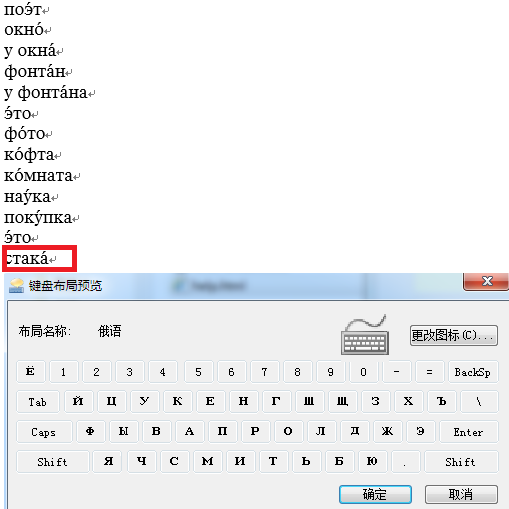 поэ́т
окно́
у окна́
фонта́н
у фонта́на
э́то
фо́то
ко́фта
ко́мната
нау́ка
поку́пка
э́то
стака́
键盘布局预览
布局名称: 俄语
更改图标(C)...
Ё 1 2 3 4 5 6 7 8 9 0 - = BackSp
Tab Й Ц У К Е Н Г Ш Щ З Х Ъ \
Caps Ф Ы В А П Р О Л Д Ж Э Enter
Shift Я Ч С М И Т Ь Б Ю . Shift
确定 取消